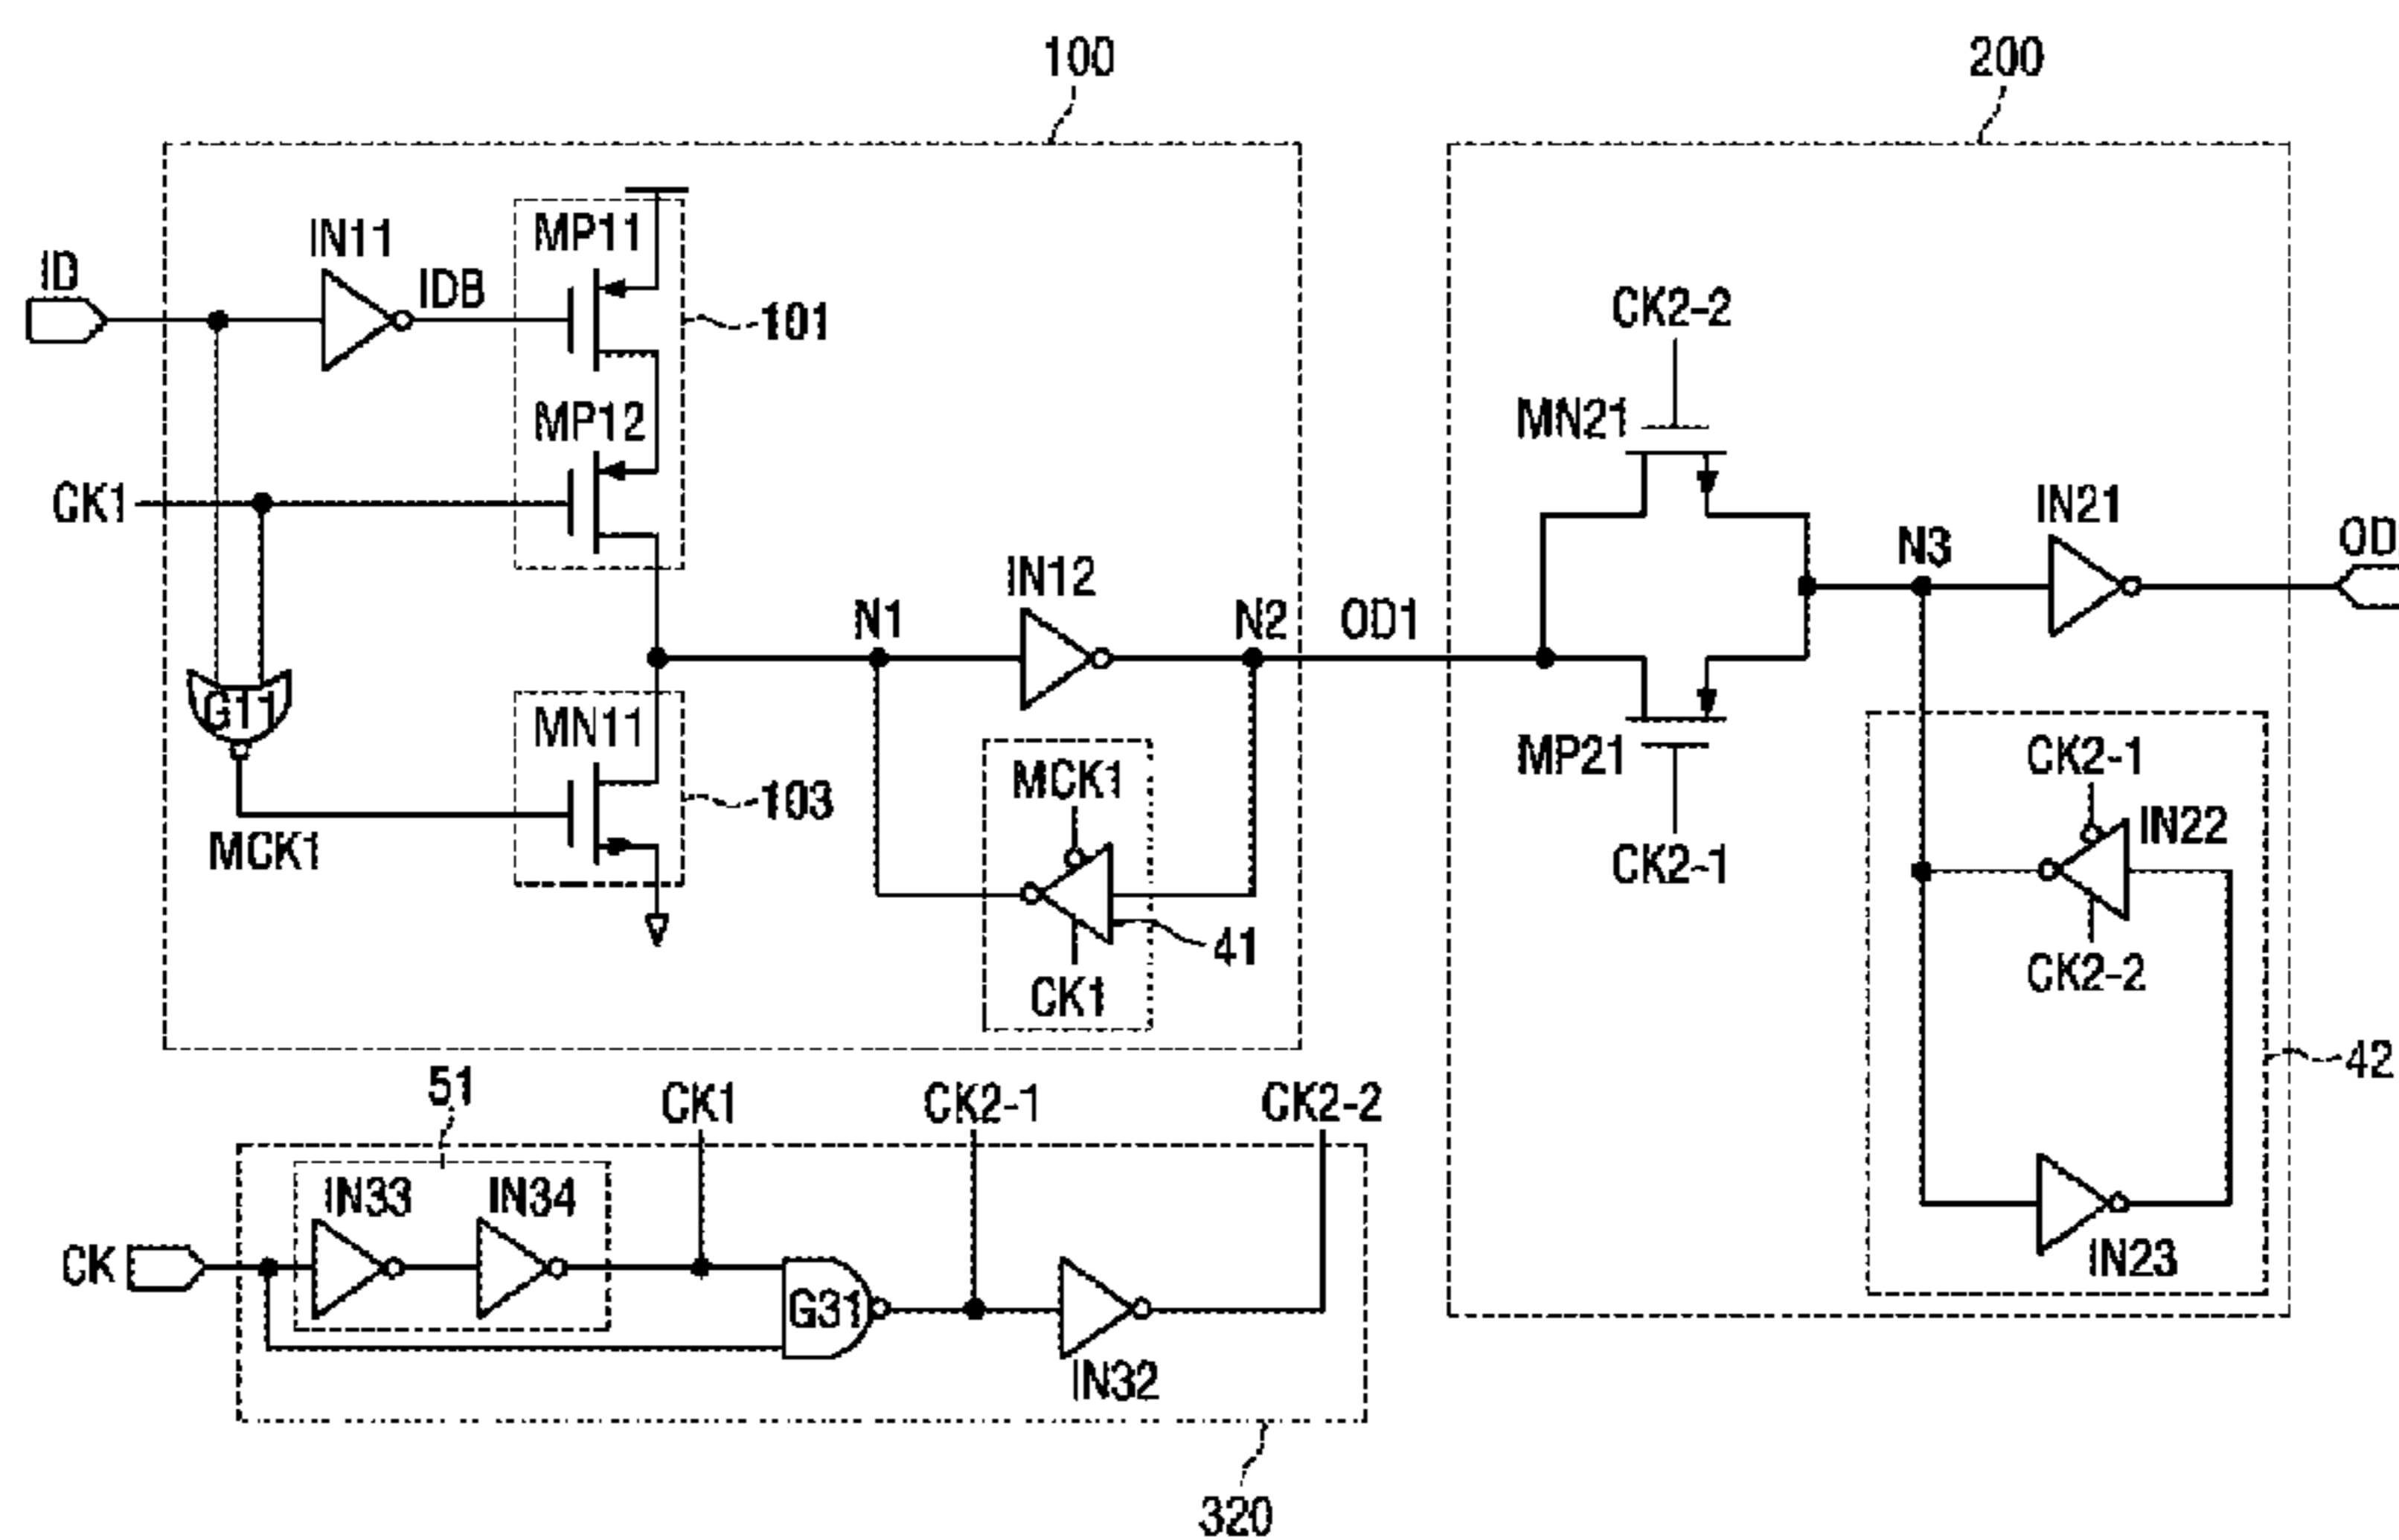 100
200
MP11
IN11
ID
IDB
101
CK2-2
MP12
MN21
CK1
IN21
OD
N3
IN12
N1
N2
OD1
G11
MN11
MCK1
MP21
CK2-1
103
IN22
MCK1
CK2-1
41
CK2-2
CK1
42
51
CK1
CK2-1
CK2-2
IN33
IN34
IN23
CK
G31
IN32
320